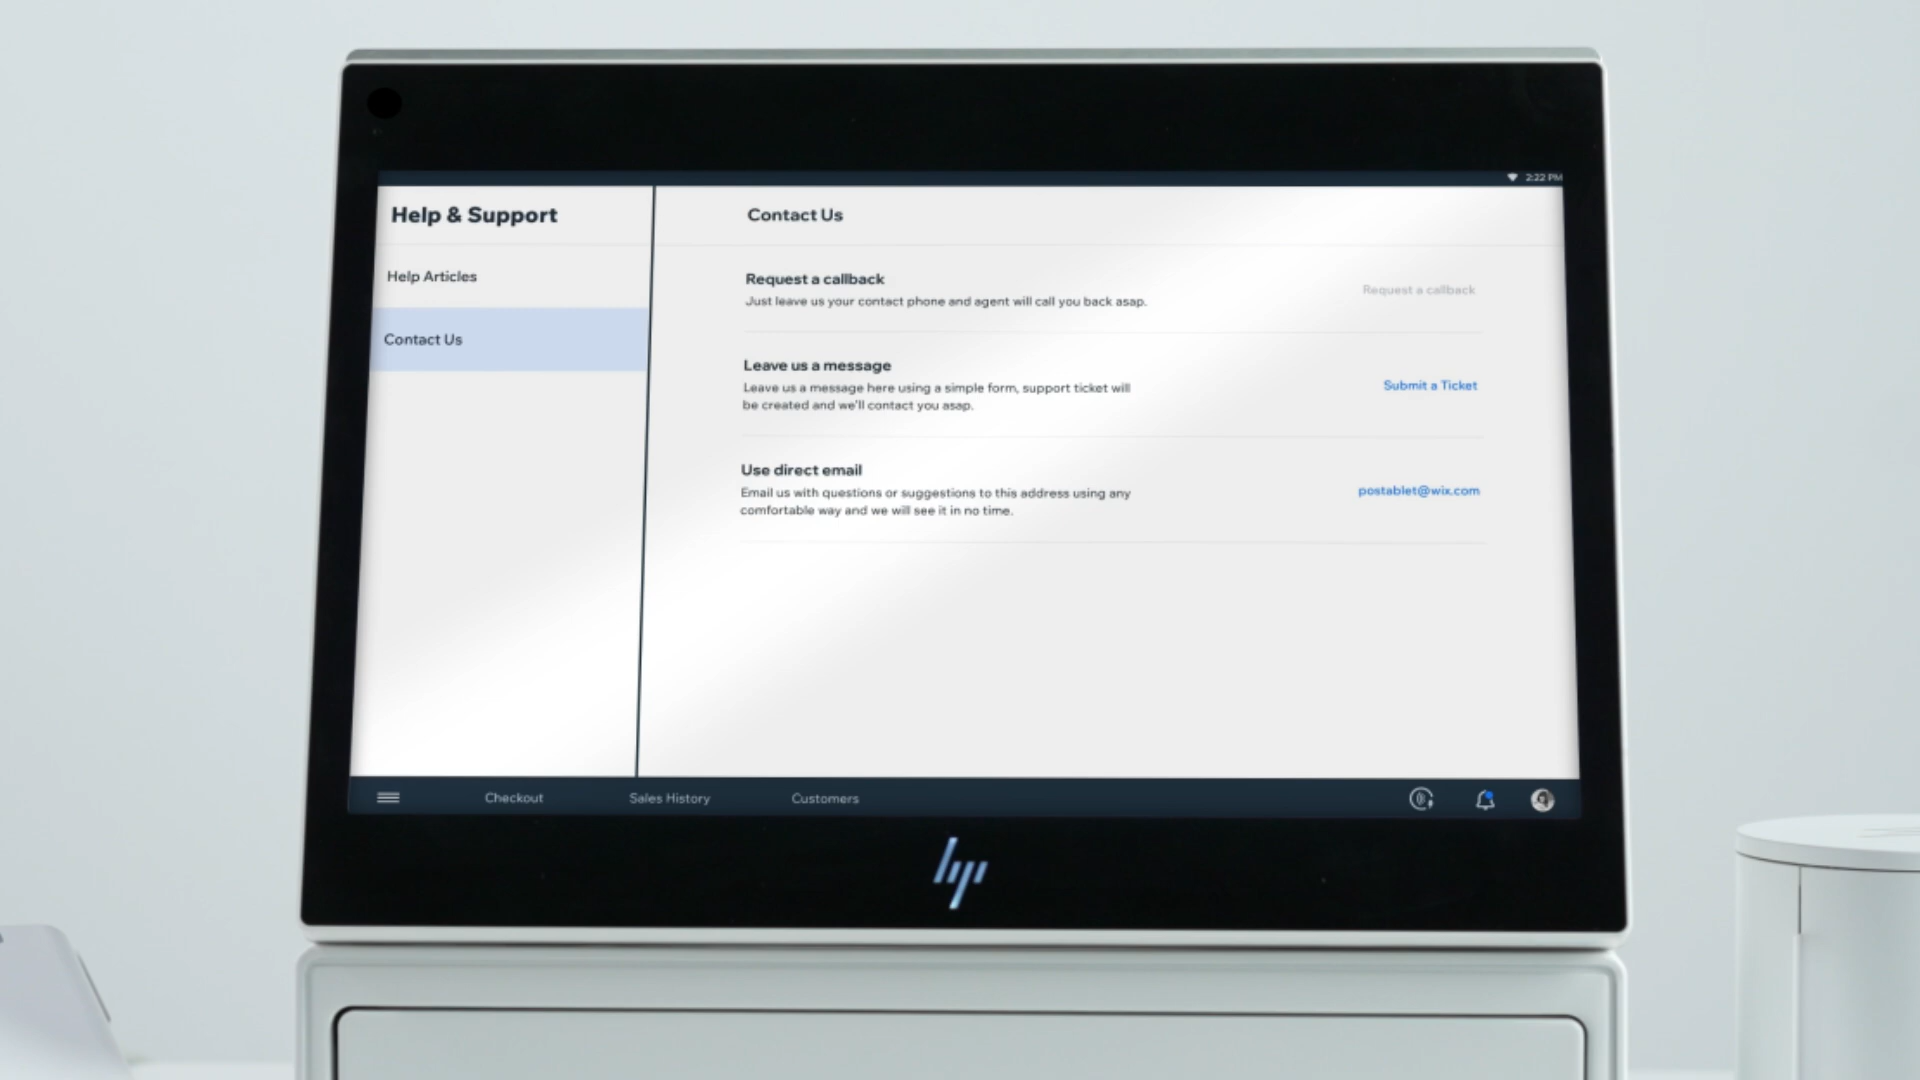 2:22 PM
Help & Support
Help Articles
Contact Us
Contact Us
Request a callback
Just leave us your contact phone and agent will call you back asap.
Request a callback
Leave us a message
Leave us a message here using a simple form, support ticket will
be created and we'll contact you asap.
Submit a Ticket
Use direct email
Email us with questions or suggestions to this address using any
comfortable way and we will see it in no time.
postablet@wix.com
Checkout
Sales History
Customers
hp